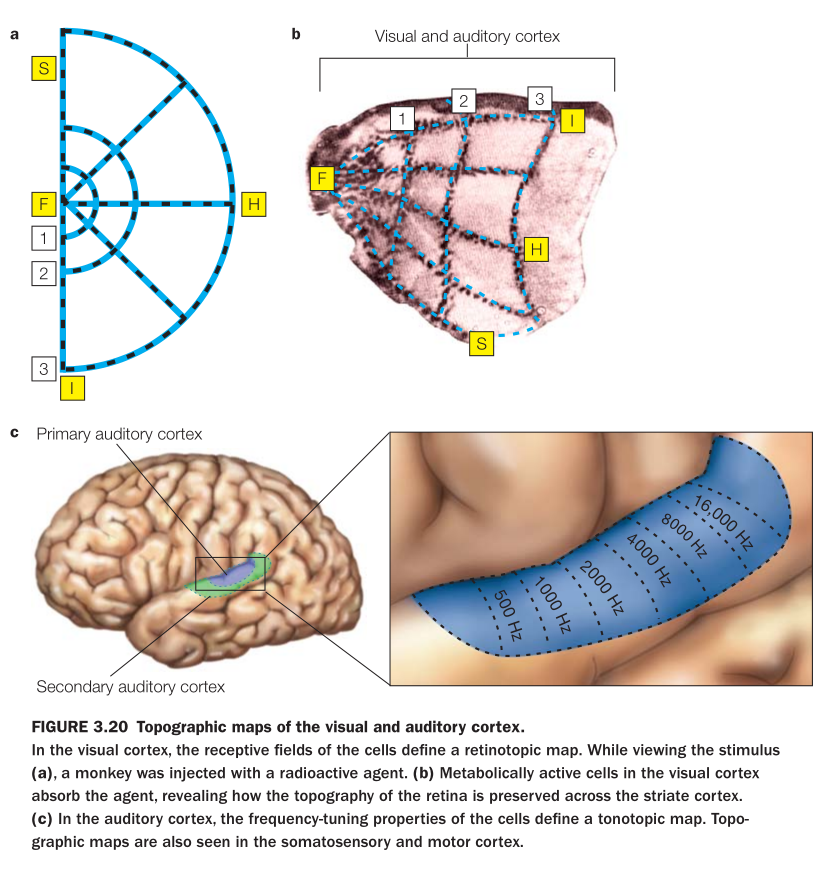 a
S
F
H
1
2
3
I
b
Visual and auditory cortex
1
2
3
I
F
H
S
c
Primary auditory cortex
Secondary auditory cortex
500 Hz
1000 Hz
2000 Hz
4000 Hz
8000 Hz
16,000 Hz
FIGURE 3.20 Topographic maps of the visual and auditory cortex.
In the visual cortex, the receptive fields of the cells define a retinotopic map. While viewing the stimulus
(a), a monkey was injected with a radioactive agent. (b) Metabolically active cells in the visual cortex
absorb the agent, revealing how the topography of the retina is preserved across the striate cortex.
(c) In the auditory cortex, the frequency-tuning properties of the cells define a tonotopic map. Topo-
graphic maps are also seen in the somatosensory and motor cortex.